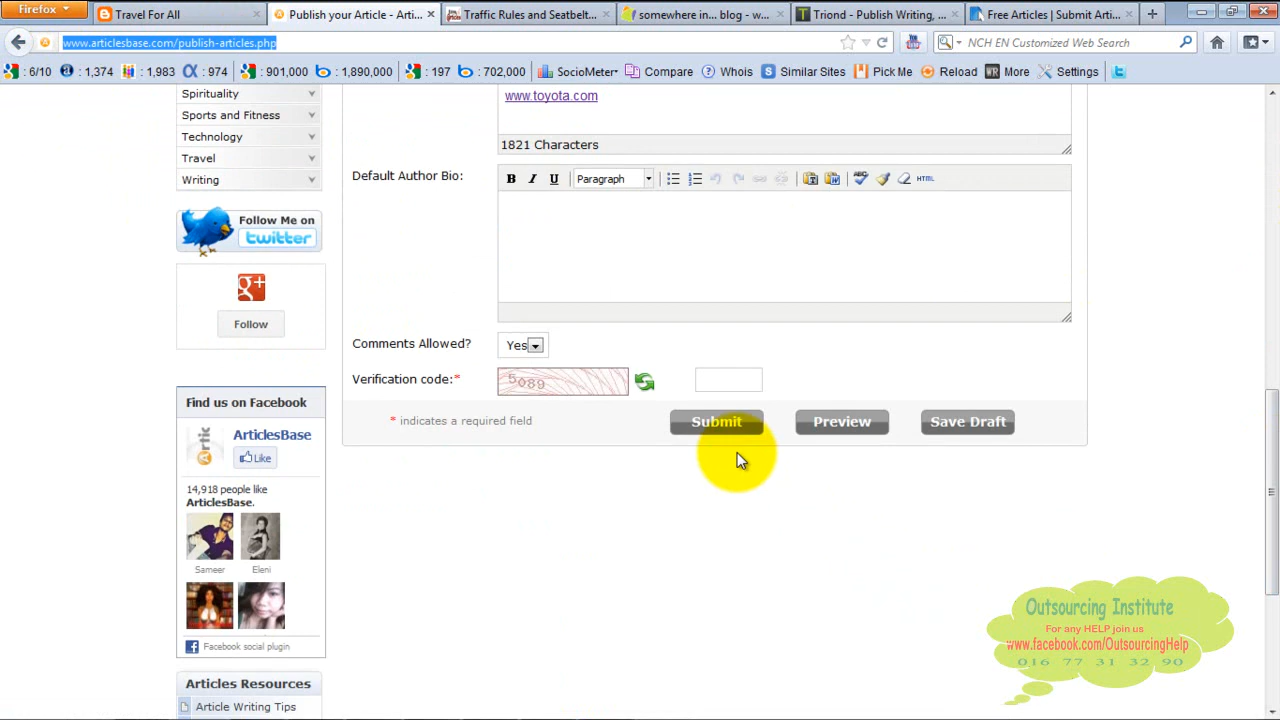 Firefox
Travel For All
Publish your Article - Arti...
Traffic Rules and Seatbelt...
somewhere in... blog - w...
Triond - Publish Writing, ...
Free Articles | Submit Arti...
www.articlesbase.com/publish-articles.php
NCH EN Customized Web Search
: 6/10
: 1,374
: 1,983
: 974
: 901,000
: 1,890,000
: 197
: 702,000
SocioMeter
Compare
Whois
Similar Sites
Pick Me
Reload
More
Settings
Spirituality
Sports and Fitness
Technology
Travel
Writing
Follow Me on
twitter
g+
Follow
Find us on Facebook
ArticlesBase
Like
14,918 people like
ArticlesBase.
Sameer
Eleni
Facebook social plugin
Articles Resources
Article Writing Tips
www.toyota.com
1821 Characters
Default Author Bio:
B I U
Paragraph
HTML
Comments Allowed?
Yes
Verification code:*
5089
* indicates a required field
Submit
Preview
Save Draft
Outsourcing Institute
For any HELP join us
www.facebook.com/OutsourcingHelp
016 77 31 32 90